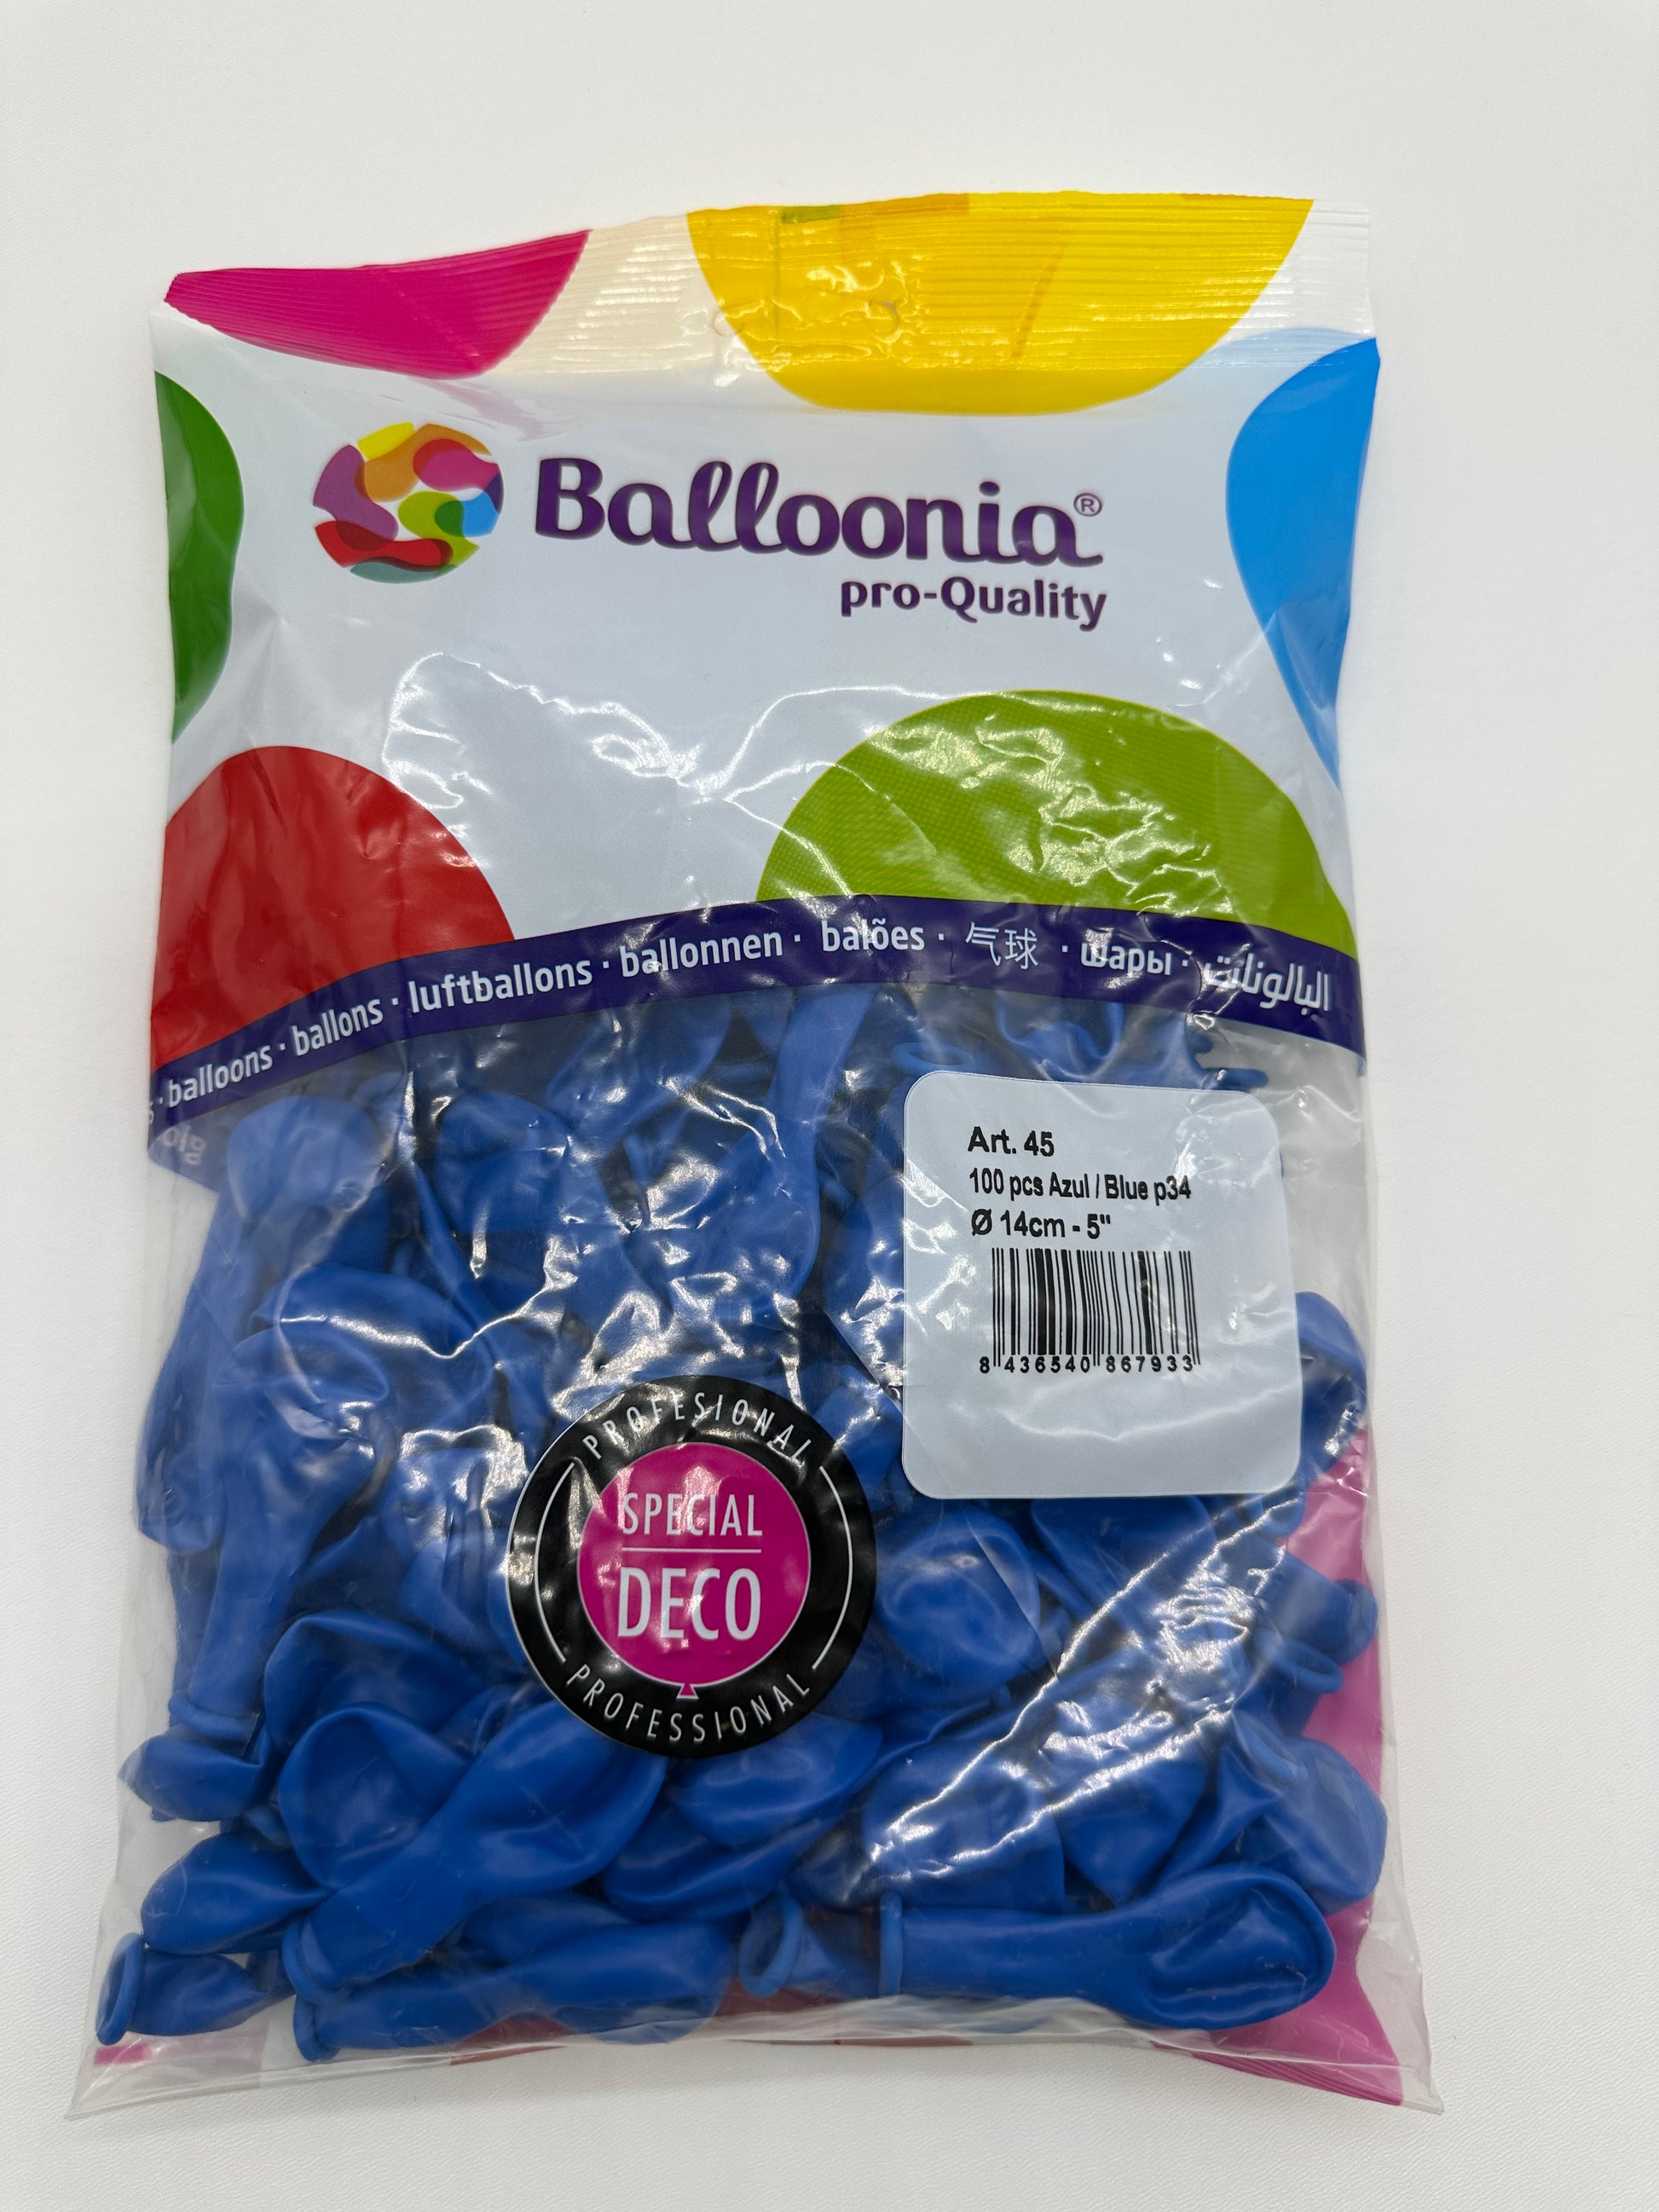 Balloonia®
pro-Quality
balloons · ballons · luftballons · ballonnen · balões · 气球 · шары · البالونات
Art. 45
100 pcs Azul / Blue p34
Ø 14cm - 5"
8 436540 867933
PROFESIONAL
SPECIAL
DECO
PROFESSIONAL